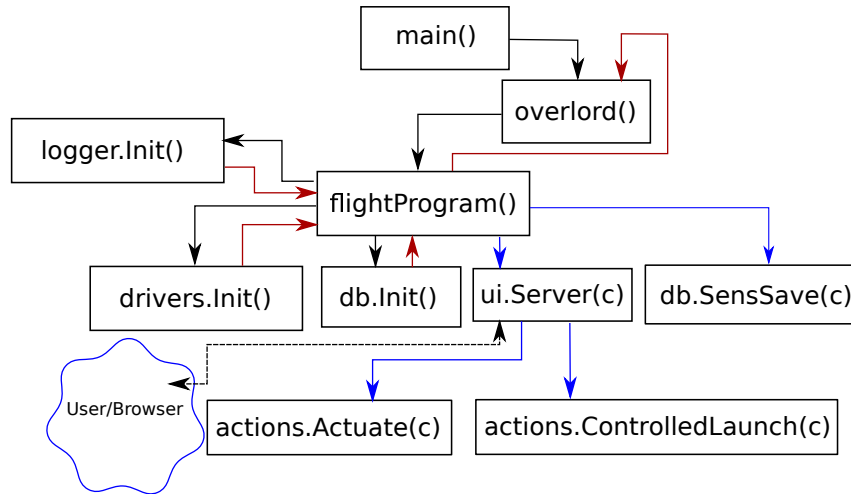 main()
overlord()
logger.Init()
flightProgram()
drivers.Init()
db.Init()
ui.Server(c)
db.SensSave(c)
User/Browser
actions.Actuate(c)
actions.ControlledLaunch(c)